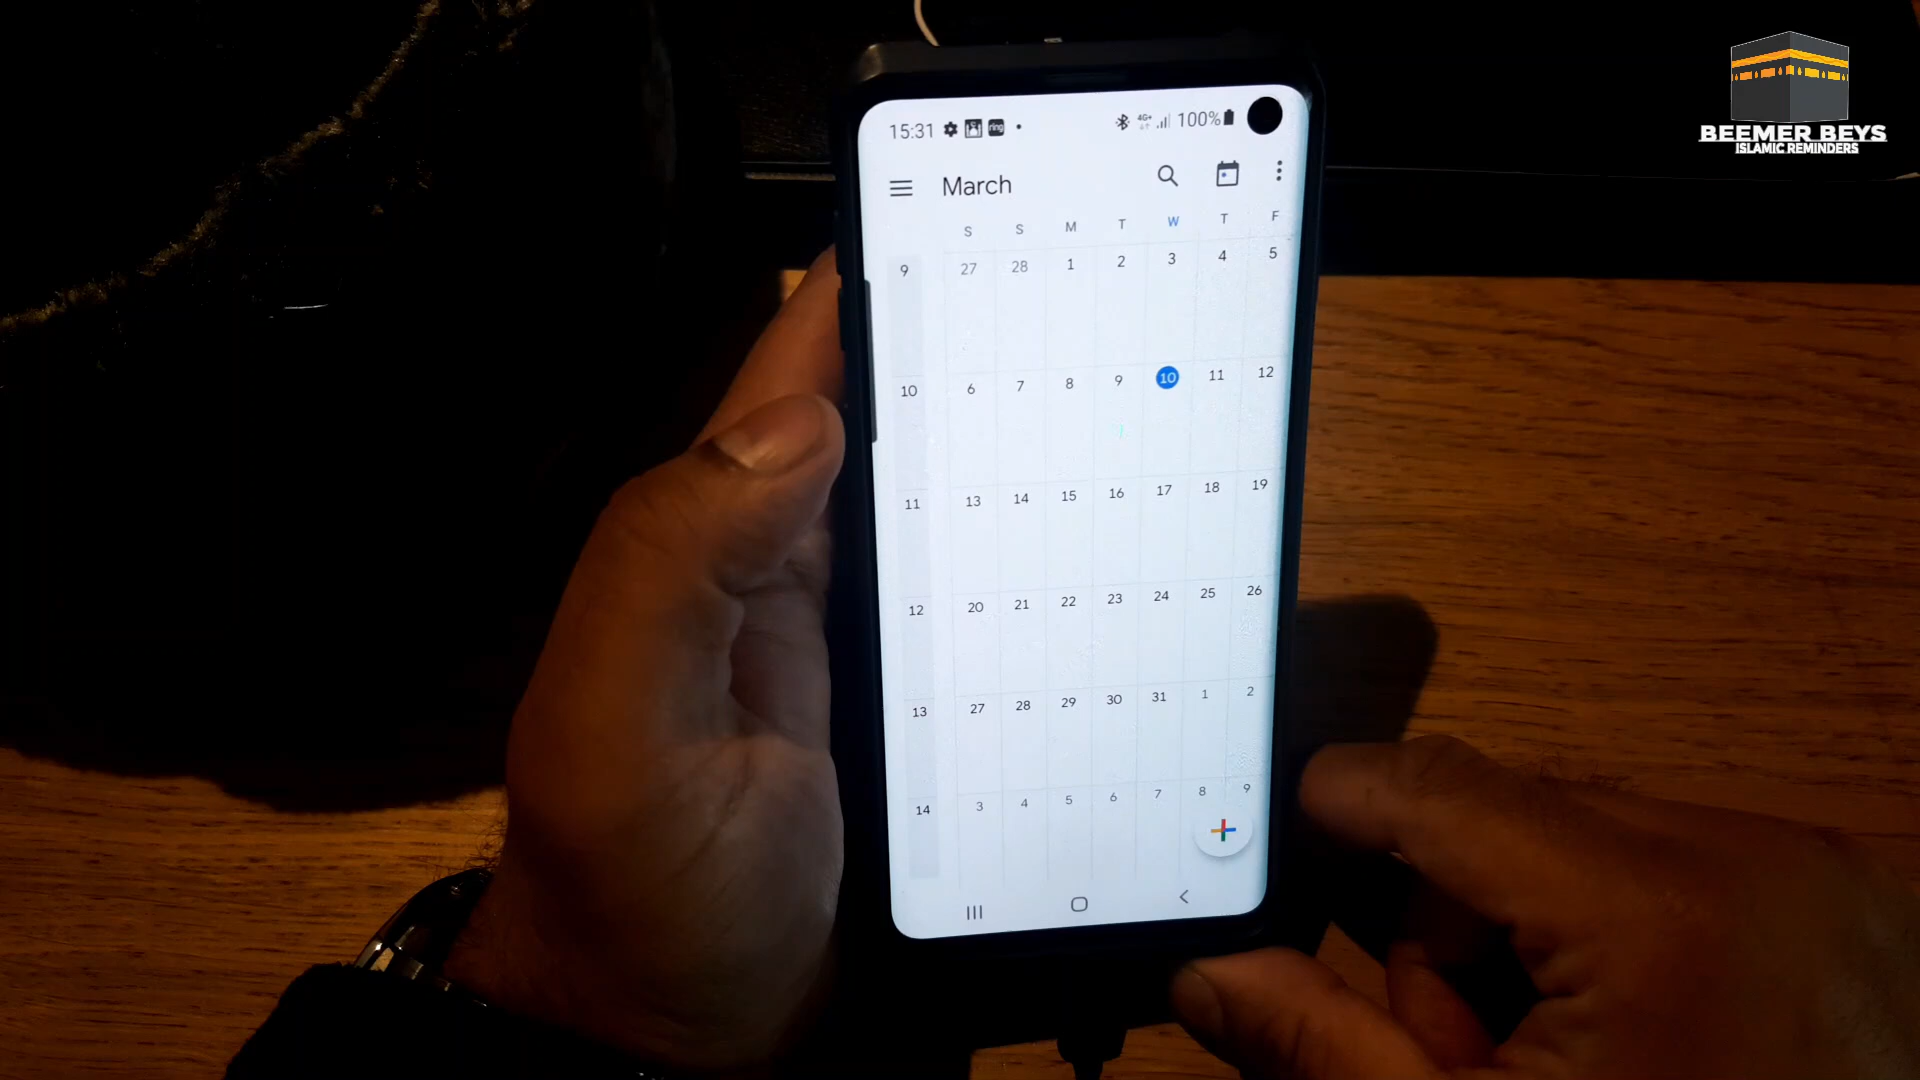 15:31 ring 4G+ 100%
March
S S M T W T F
9 27 28 1 2 3 4 5
10 6 7 8 9 10 11 12
11 13 14 15 16 17 18 19
12 20 21 22 23 24 25 26
13 27 28 29 30 31 1 2
14 3 4 5 6 7 8 9
BEEMER BEYS
ISLAMIC REMINDERS